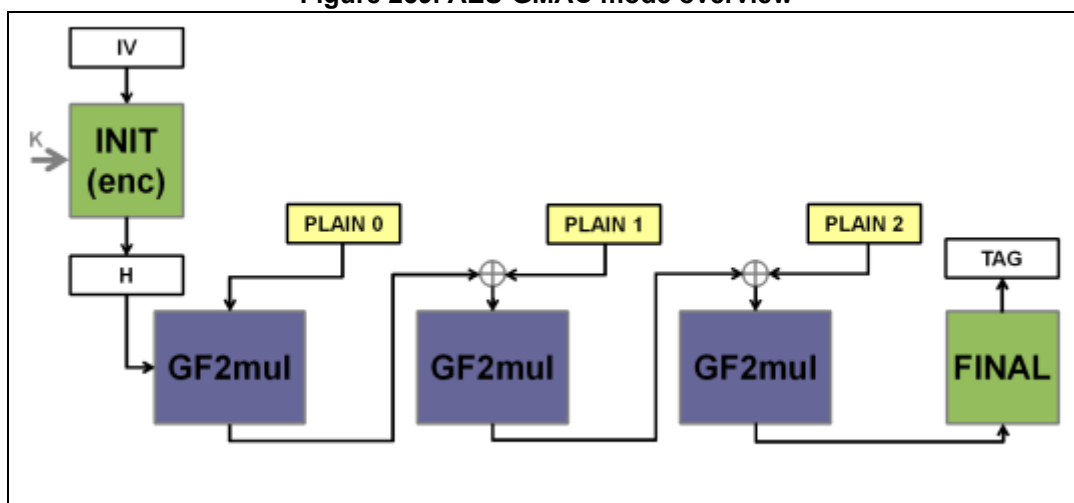 IV
K
INIT
(enc)
PLAIN 0
PLAIN 1
PLAIN 2
H
TAG
GF2mul
GF2mul
GF2mul
FINAL